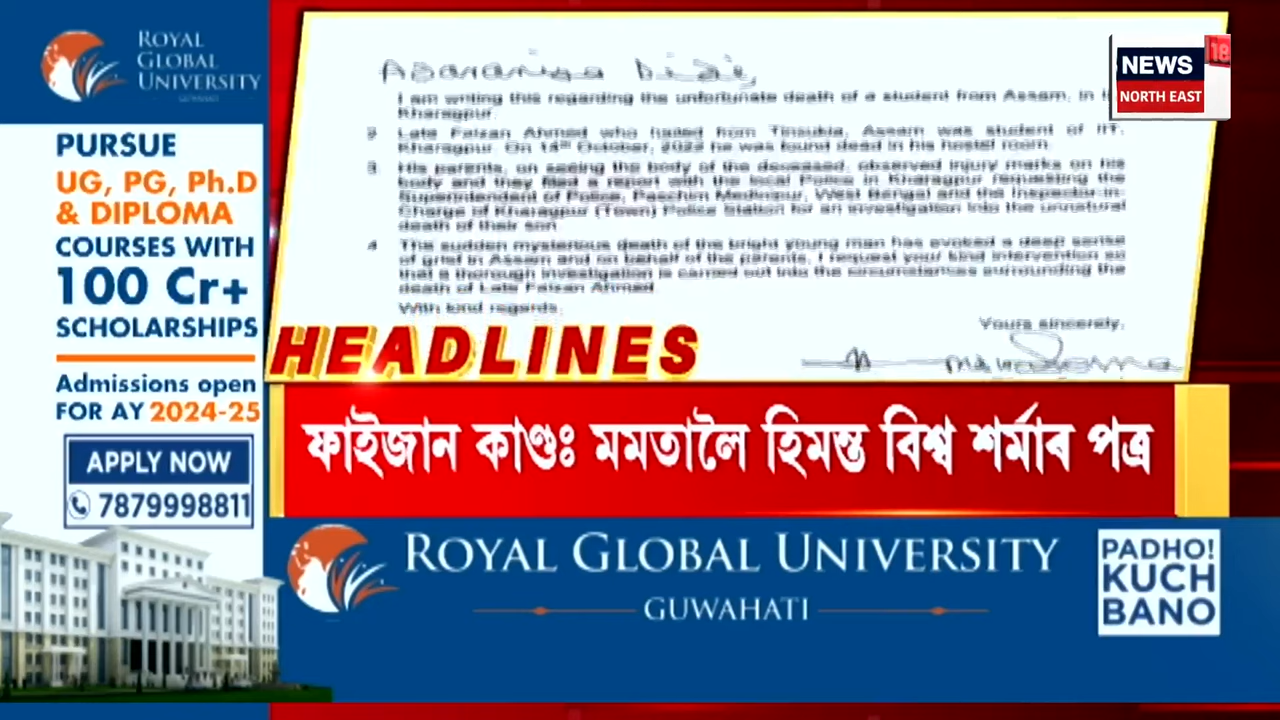 ROYAL
GLOBAL
UNIVERSITY
GUWAHATI
PURSUE
UG, PG, Ph.D
& DIPLOMA
COURSES WITH
100 Cr+
SCHOLARSHIPS
Admissions open
FOR AY 2024-25
APPLY NOW
7879998811
NEWS 18
NORTH EAST
I am writing this regarding the unfortunate death of a student from Assam, in
Kharagpur.
2 Late Faizan Ahmed who hailed from Tinsukia, Assam was student of IIT,
Kharagpur. On 14th October, 2022 he was found dead in his hostel room.
3 His parents, on seeing the body of the deceased, observed injury marks on his
body and they filed a report with the local Police in Kharagpur requesting the
Superintendent of Police, Paschim Medinipur, West Bengal and the Inspector-in-
Charge of Kharagpur (Town) Police Station for an investigation into the unnatural
death of their son.
4 The sudden mysterious death of the bright young man has evoked a deep sense
of grief in Assam and on behalf of the parents, I request your kind intervention so
that a thorough investigation is carried out into the circumstances surrounding the
death of Late Faizan Ahmed.
With kind regards,
Yours sincerely,
HEADLINES
ফাইজান কাণ্ডঃ মমতালৈ হিমন্ত বিশ্ব শৰ্মাৰ পত্ৰ
ROYAL GLOBAL UNIVERSITY
GUWAHATI
PADHO!
KUCH
BANO